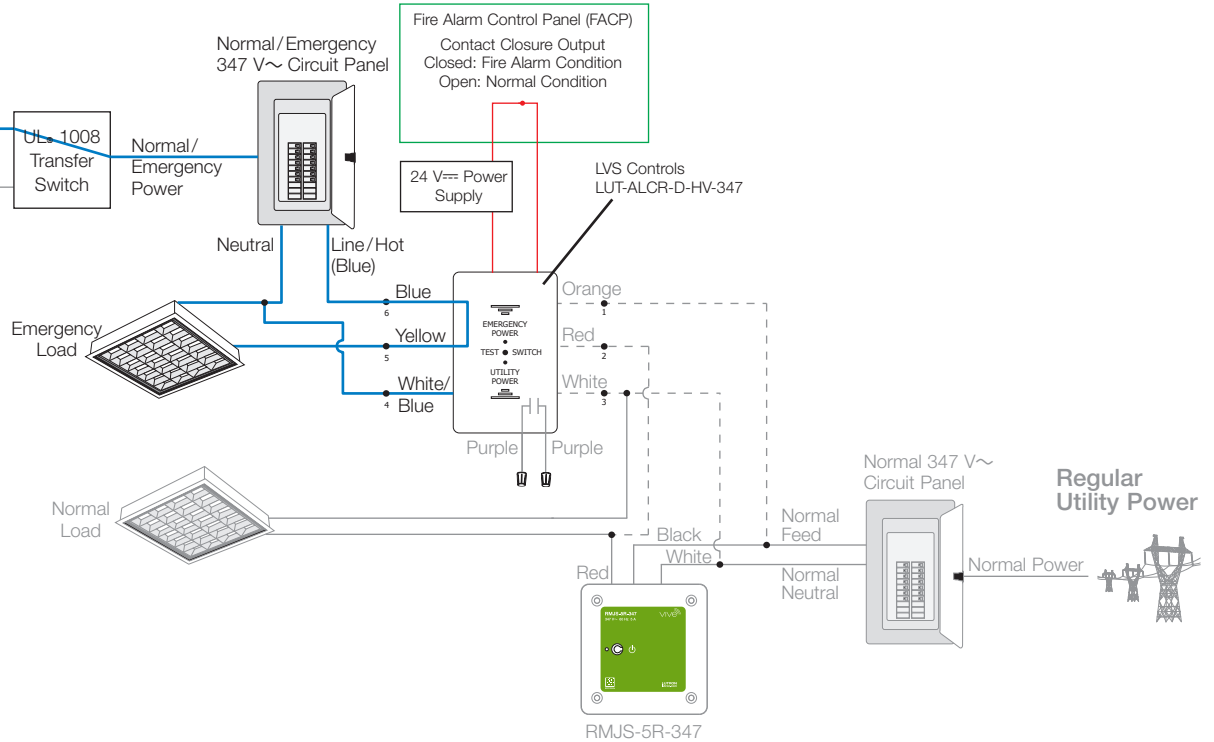 Fire Alarm Control Panel (FACP)
Contact Closure Output
Closed: Fire Alarm Condition
Open: Normal Condition
Normal/Emergency
347 V~ Circuit Panel
UL® 1008
Transfer
Switch
Normal/
Emergency
Power
24 V⎓ Power
Supply
LVS Controls
LUT-ALCR-D-HV-347
Neutral
Line/Hot
(Blue)
Blue
6
Yellow
5
White/
Blue
4
EMERGENCY
POWER
TEST SWITCH
UTILITY
POWER
Orange
1
Red
2
White
3
Emergency
Load
Purple
Purple
Normal
Load
Normal 347 V~
Circuit Panel
Regular
Utility Power
Black
White
Normal
Feed
Normal
Neutral
Normal Power
Red
RMJS-5R-347
VIVE
RMJS-5R-347